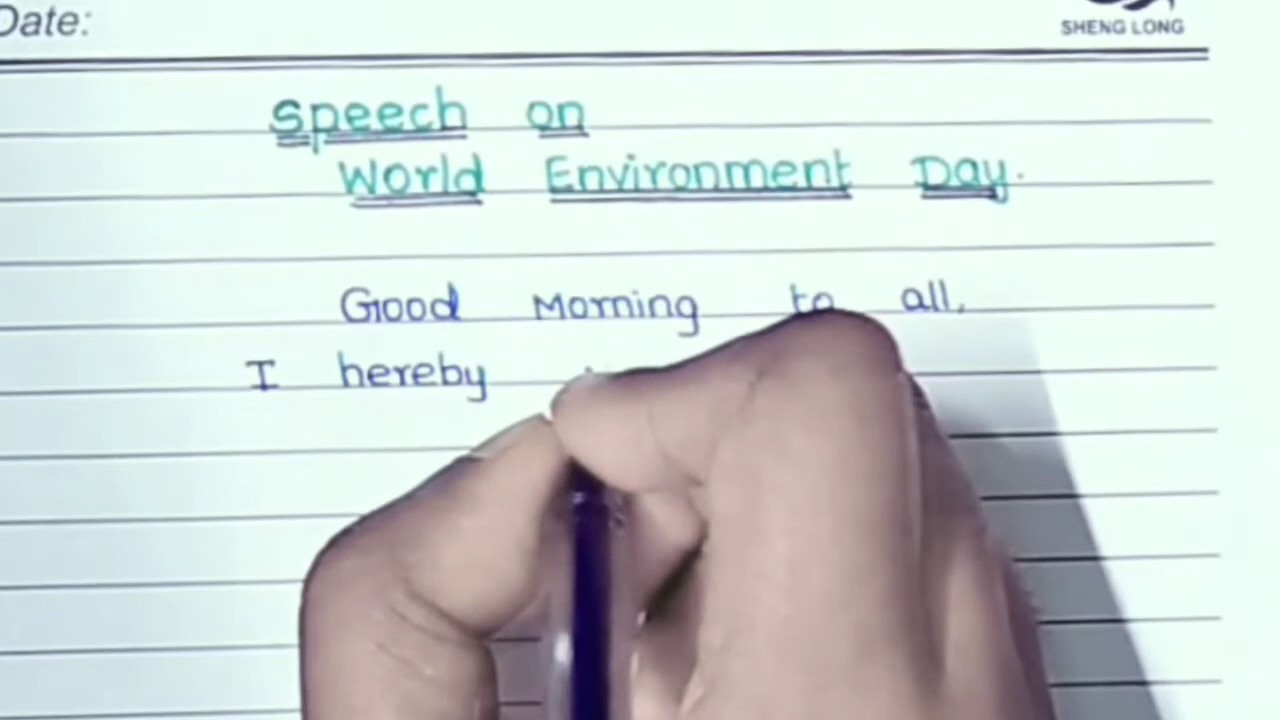 Date:
SHENG LONG
Speech on
World Environment Day.
Good Morning to all,
I hereby